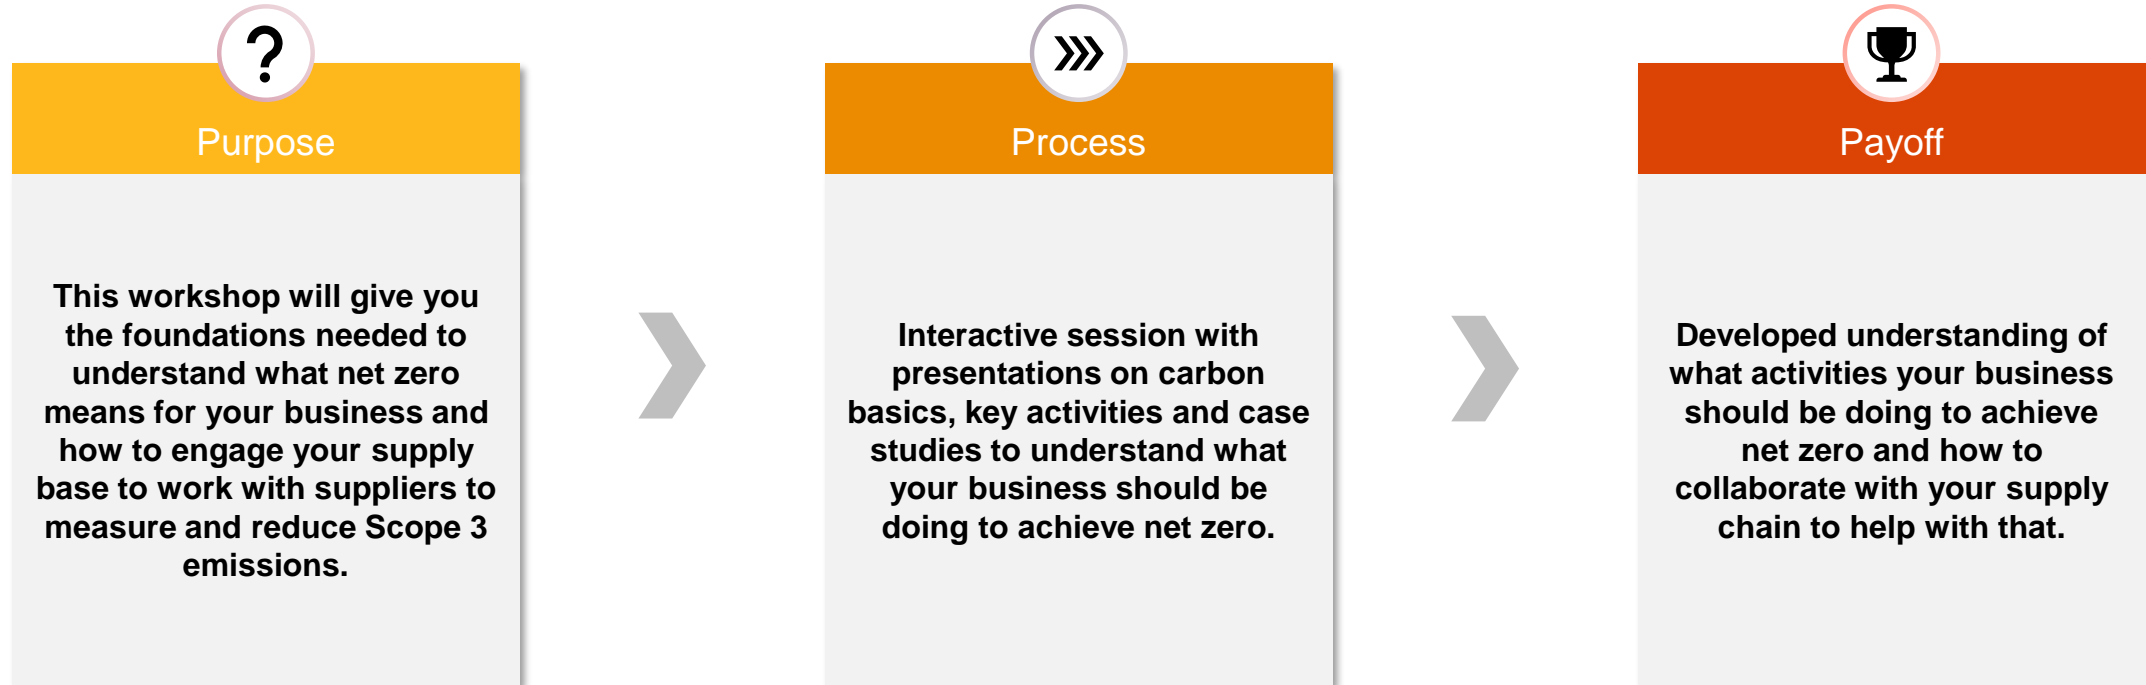 Purpose
This workshop will give you
the foundations needed to
understand what net zero
means for your business and
how to engage your supply
base to work with suppliers to
measure and reduce Scope 3
emissions.
Process
Interactive session with
presentations on carbon
basics, key activities and case
studies to understand what
your business should be
doing to achieve net zero.
Payoff
Developed understanding of
what activities your business
should be doing to achieve
net zero and how to
collaborate with your supply
chain to help with that.